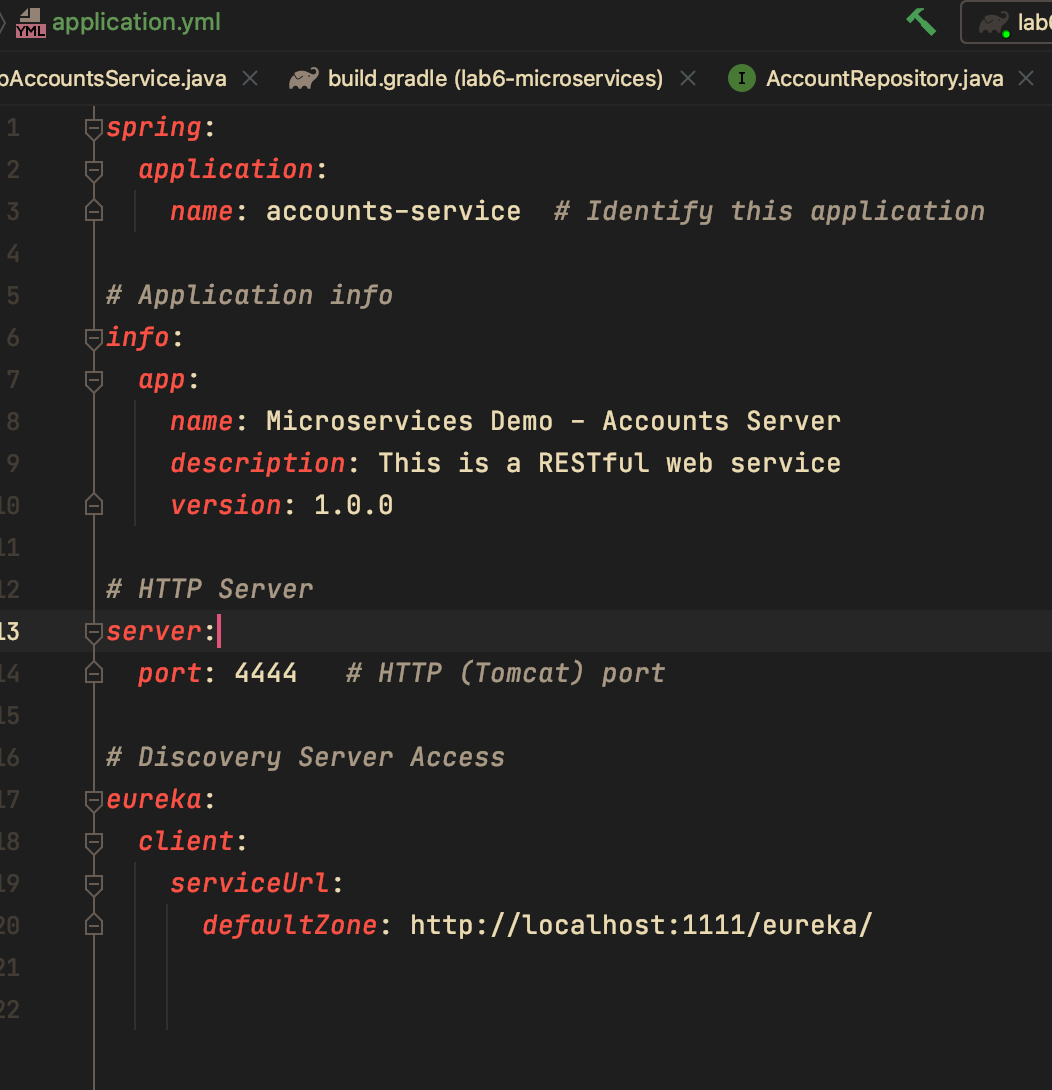 application.yml
AccountsService.java
build.gradle (lab6-microservices)
I
AccountRepository.java
YML
1 spring:
2 application:
3 name: accounts-service # Identify this application
4
5 # Application info
6 info:
7 app:
8 name: Microservices Demo - Accounts Server
9 description: This is a RESTful web service
10 version: 1.0.0
11
12 # HTTP Server
13 server:
14 port: 4444 # HTTP (Tomcat) port
15
16 # Discovery Server Access
17 eureka:
18 client:
19 serviceUrl:
20 defaultZone: http://localhost:1111/eureka/
21
22